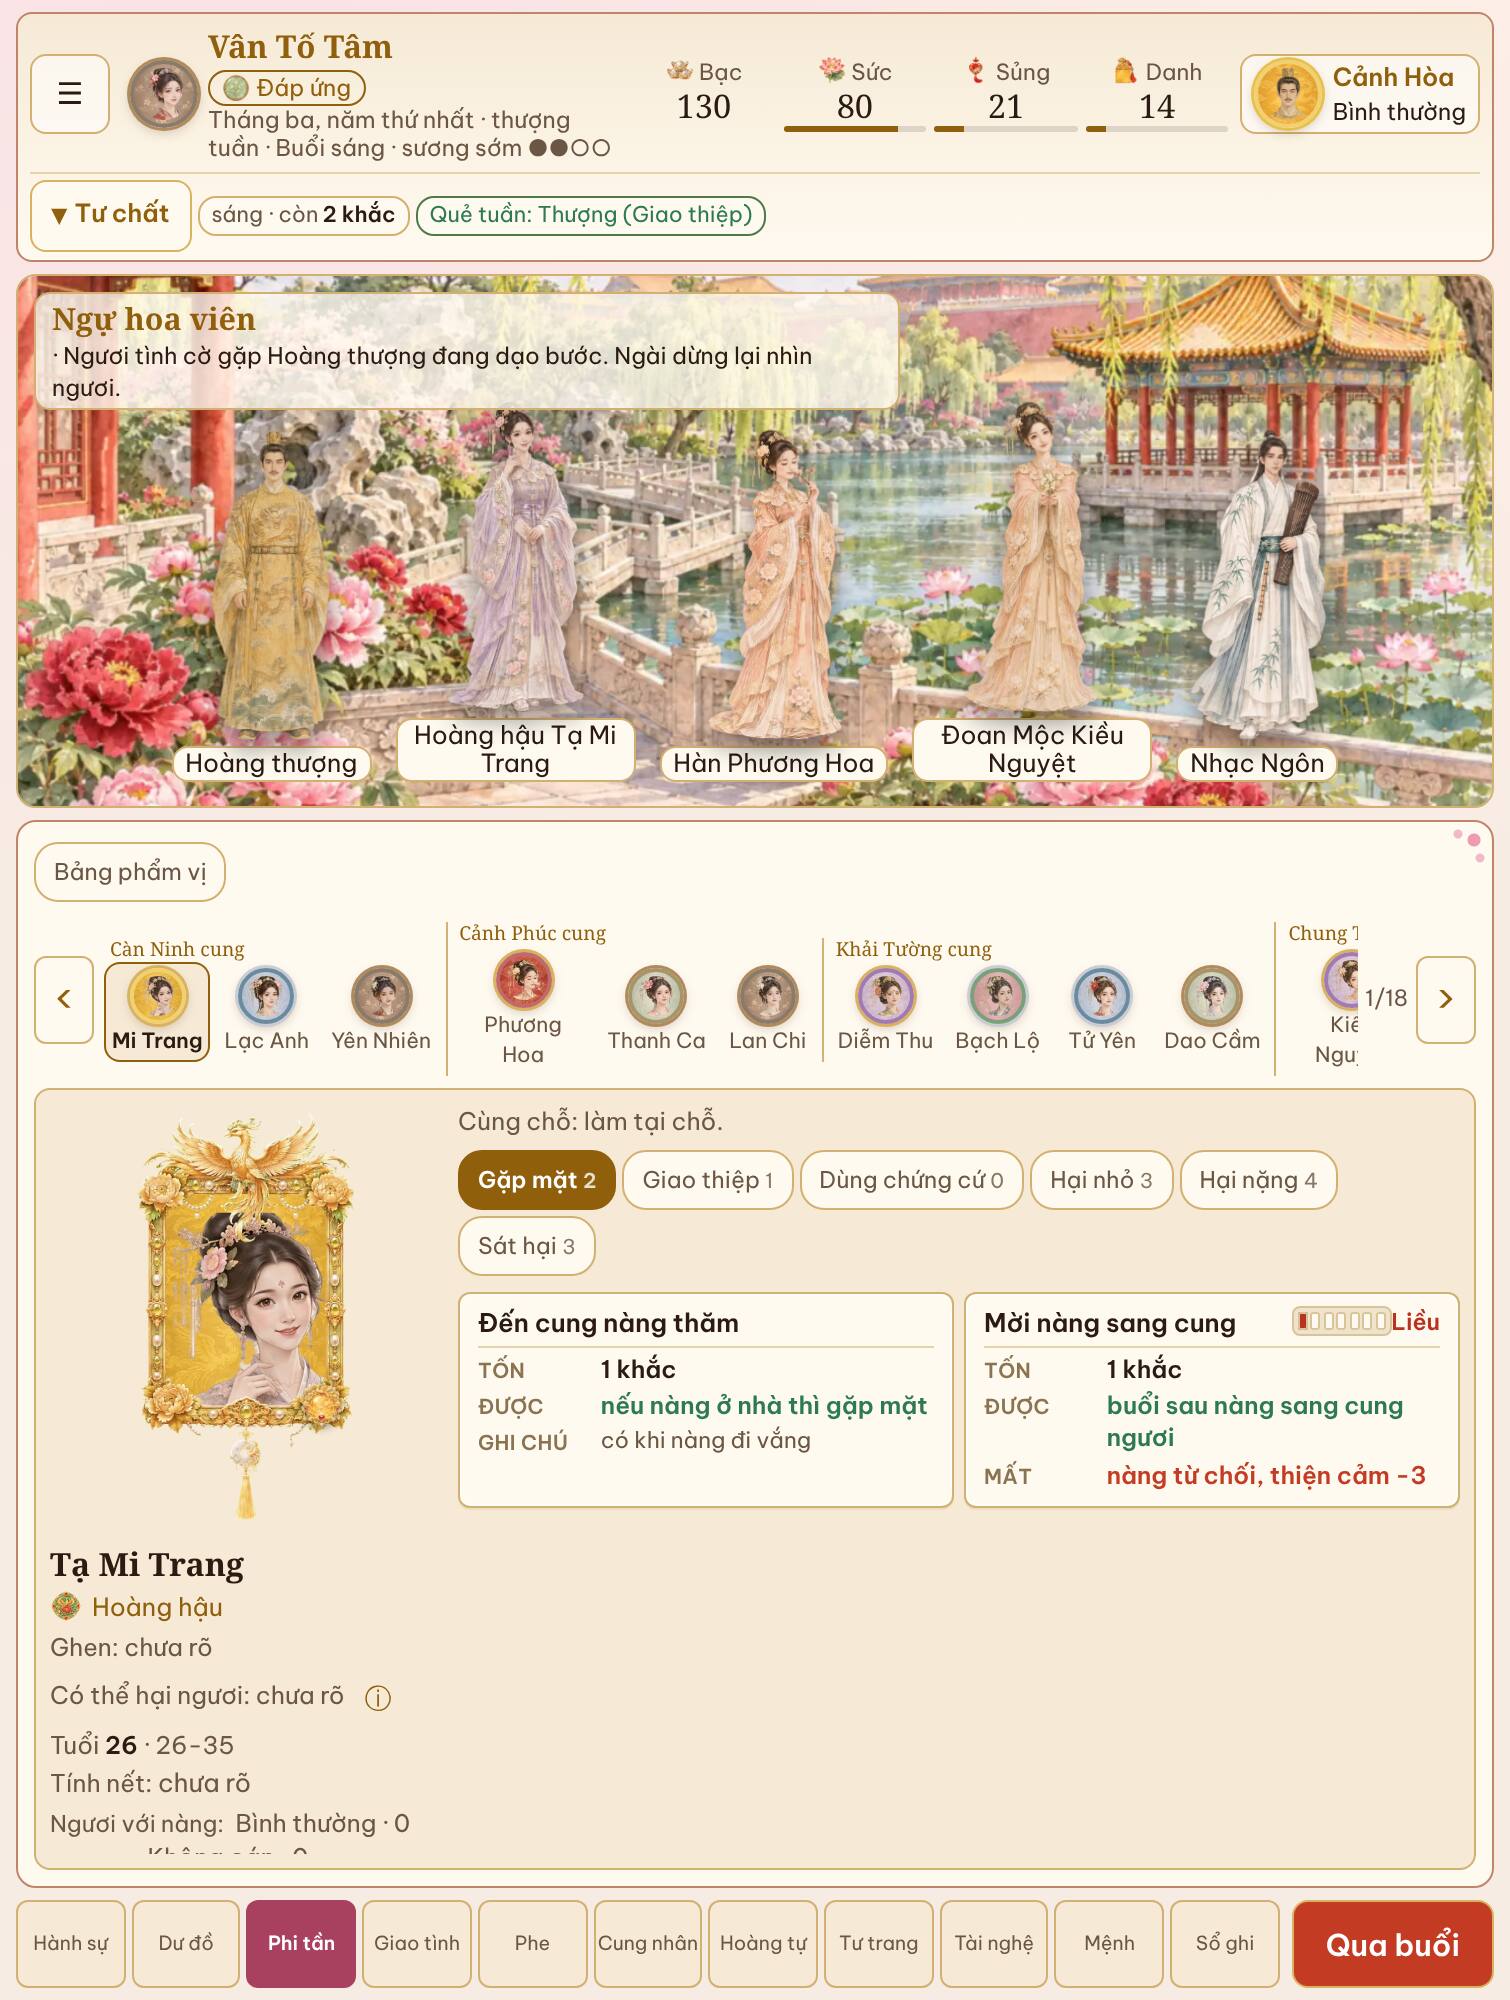 ☰
Vân Tố Tâm
Đáp ứng
Tháng ba, năm thứ nhất · thượng
tuần · Buổi sáng · sương sớm ●●○○
Bạc
130
Sức
80
Sủng
21
Danh
14
Cảnh Hòa
Bình thường
▼ Tư chất
sáng · còn 2 khắc
Quẻ tuần: Thượng (Giao thiệp)
Ngự hoa viên
· Ngươi tình cờ gặp Hoàng thượng đang dạo bước. Ngài dừng lại nhìn
ngươi.
Hoàng thượng
Hoàng hậu Tạ Mi
Trang
Hàn Phương Hoa
Đoan Mộc Kiều
Nguyệt
Nhạc Ngôn
Bảng phẩm vị
Càn Ninh cung
Cảnh Phúc cung
Khải Tường cung
Chung
‹
Mi Trang
Lạc Anh
Yên Nhiên
Phương
Hoa
Thanh Ca
Lan Chi
Diễm Thu
Bạch Lộ
Tử Yên
Dao Cầm
1/18
›
Cùng chỗ: làm tại chỗ.
Gặp mặt 2
Giao thiệp 1
Dùng chứng cứ 0
Hại nhỏ 3
Hại nặng 4
Sát hại 3
Đến cung nàng thăm
TỐN 1 khắc
ĐƯỢC nếu nàng ở nhà thì gặp mặt
GHI CHÚ có khi nàng đi vắng
Mời nàng sang cung
Liều
TỐN 1 khắc
ĐƯỢC buổi sau nàng sang cung
ngươi
MẤT nàng từ chối, thiện cảm -3
Tạ Mi Trang
Hoàng hậu
Ghen: chưa rõ
Có thể hại ngươi: chưa rõ ⓘ
Tuổi 26 · 26-35
Tính nết: chưa rõ
Ngươi với nàng: Bình thường · 0
Hành sự
Dư đồ
Phi tần
Giao tình
Phe
Cung nhân
Hoàng tự
Tư trang
Tài nghệ
Mệnh
Sổ ghi
Qua buổi